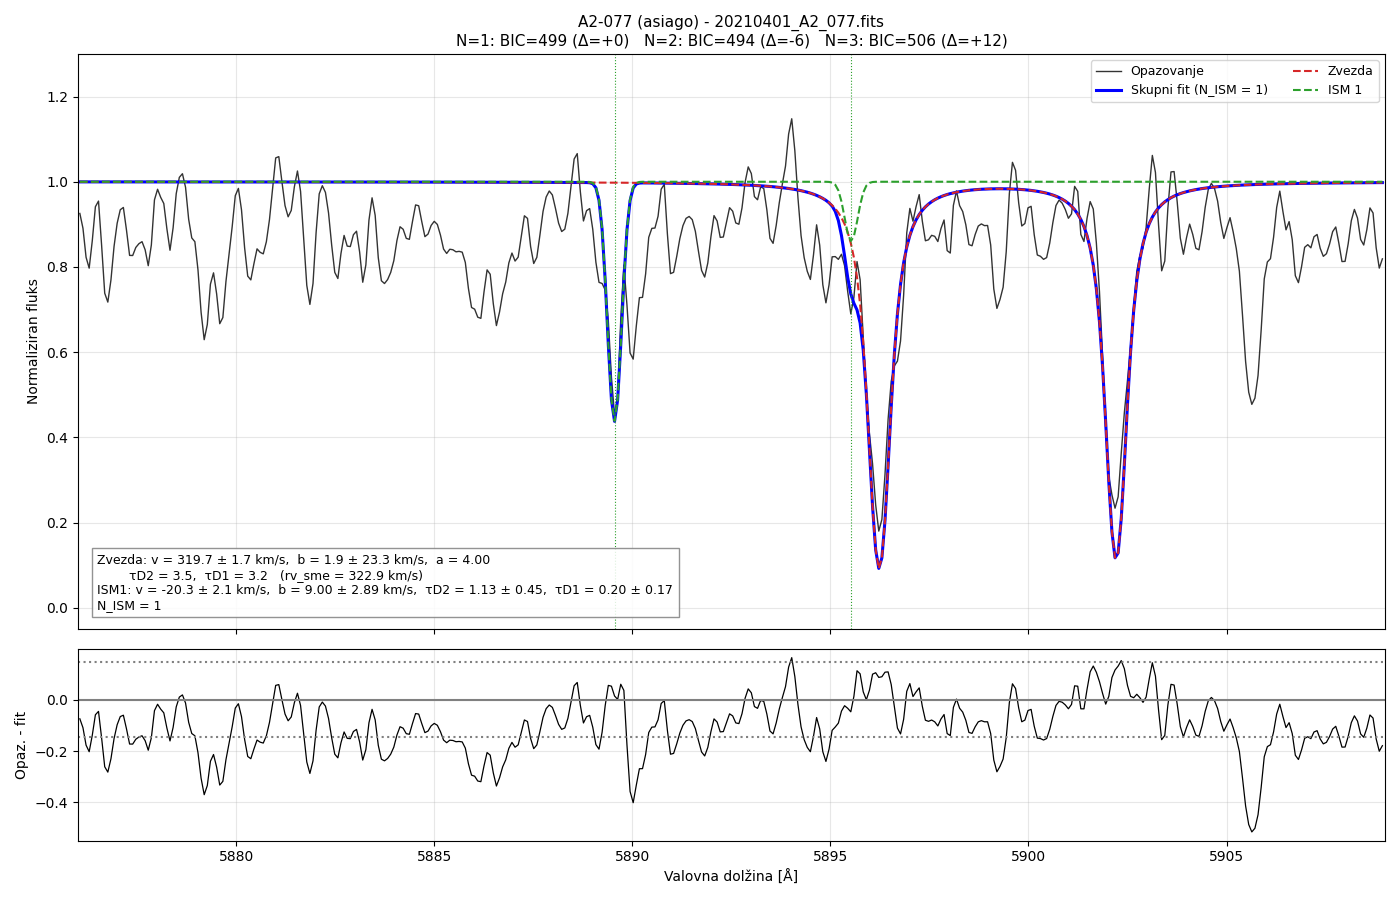 A2-077 (asiago) - 20210401_A2_077.fits
N=1: BIC=499 (Δ=+0)   N=2: BIC=494 (Δ=-6)   N=3: BIC=506 (Δ=+12)
Opazovanje
Skupni fit (N_ISM = 1)
Zvezda
ISM 1
Normaliziran fluks
1.2
1.0
0.8
0.6
0.4
0.2
0.0
Zvezda: v = 319.7 ± 1.7 km/s,  b = 1.9 ± 23.3 km/s,  a = 4.00
τD2 = 3.5,  τD1 = 3.2   (rv_sme = 322.9 km/s)
ISM1: v = -20.3 ± 2.1 km/s,  b = 9.00 ± 2.89 km/s,  τD2 = 1.13 ± 0.45,  τD1 = 0.20 ± 0.17
N_ISM = 1
Opaz. - fit
0.0
−0.2
−0.4
5880
5885
5890
5895
5900
5905
Valovna dolžina [Å]